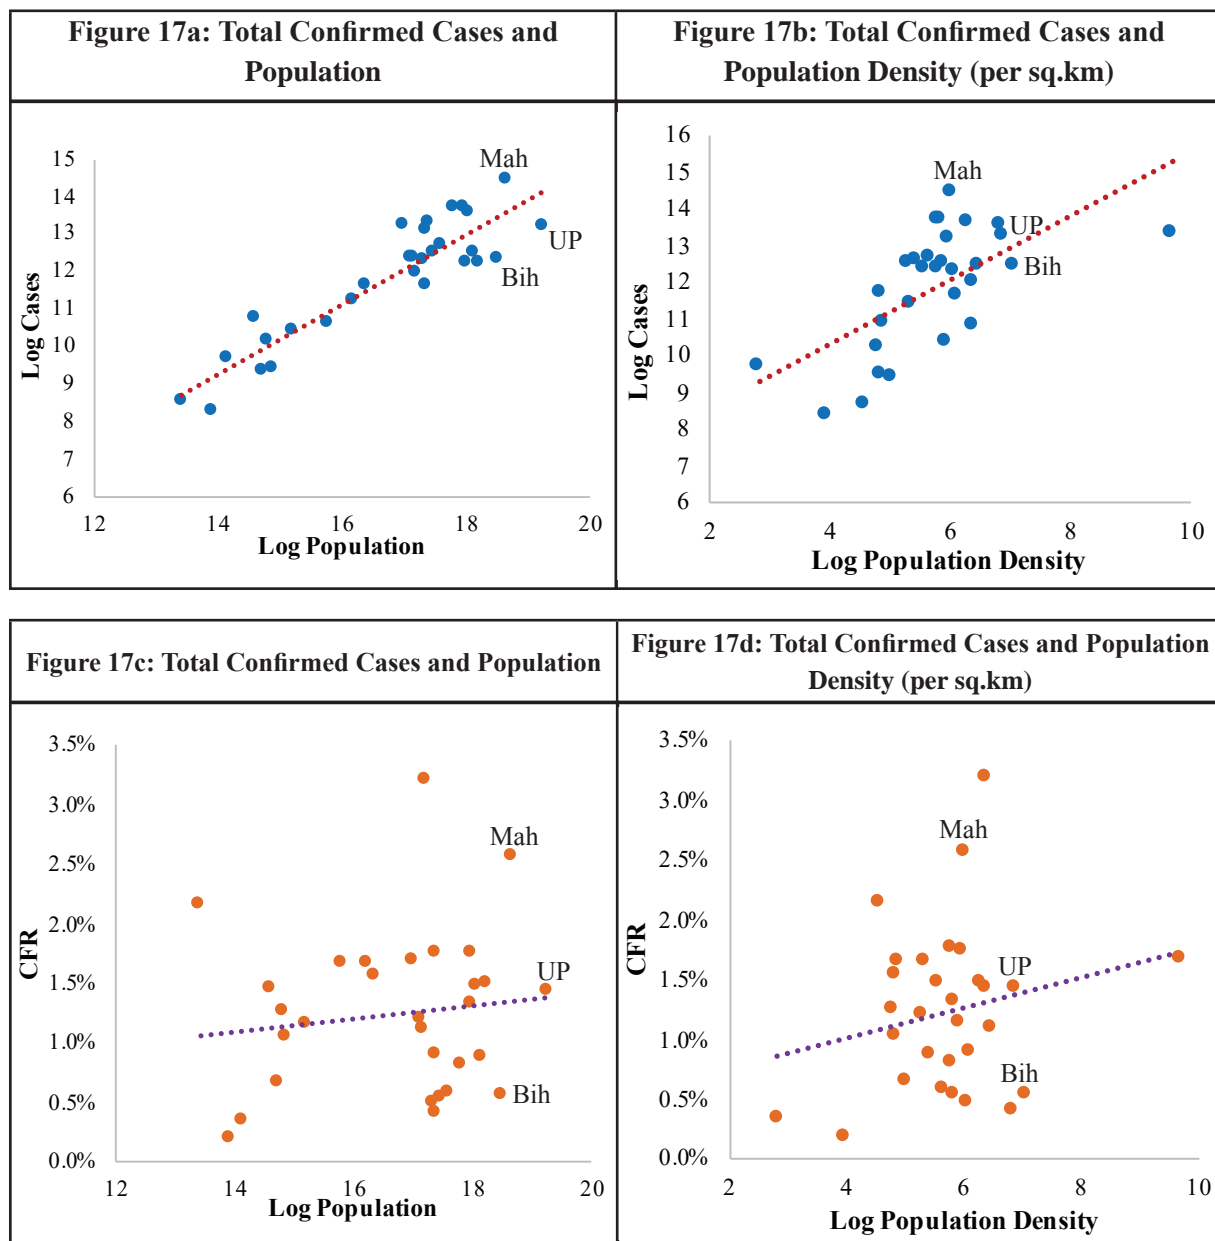 Figure 17a: Total Confirmed Cases and
Population
Figure 17b: Total Confirmed Cases and
Population Density (per sq.km)
15
14
13
12
11
10
9
8
7
6
Log Cases
Mah
UP
Bih
12
14
16
18
20
Log Population
16
15
14
13
12
11
10
9
8
7
6
Log Cases
Mah
UP
Bih
2
4
6
8
10
Log Population Density
Figure 17c: Total Confirmed Cases and Population
Figure 17d: Total Confirmed Cases and Population
Density (per sq.km)
3.5%
3.0%
2.5%
2.0%
1.5%
1.0%
0.5%
0.0%
CFR
Mah
UP
Bih
12
14
16
18
20
Log Population
3.5%
3.0%
2.5%
2.0%
1.5%
1.0%
0.5%
0.0%
CFR
Mah
UP
Bih
2
4
6
8
10
Log Population Density